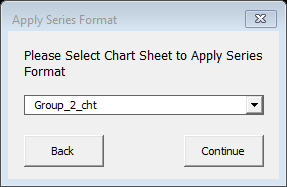 Apply Series Format
Please Select Chart Sheet to Apply Series
Format
Group_2_cht
Back
Continue